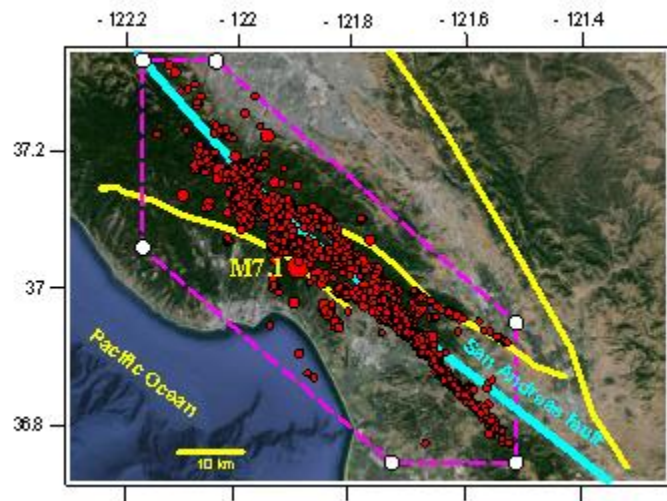 - 122.2 - 122 - 121.8 - 121.6 - 121.4
37.2
M7.1
37
San Andreas fault
Pacific Ocean
36.8
10 km